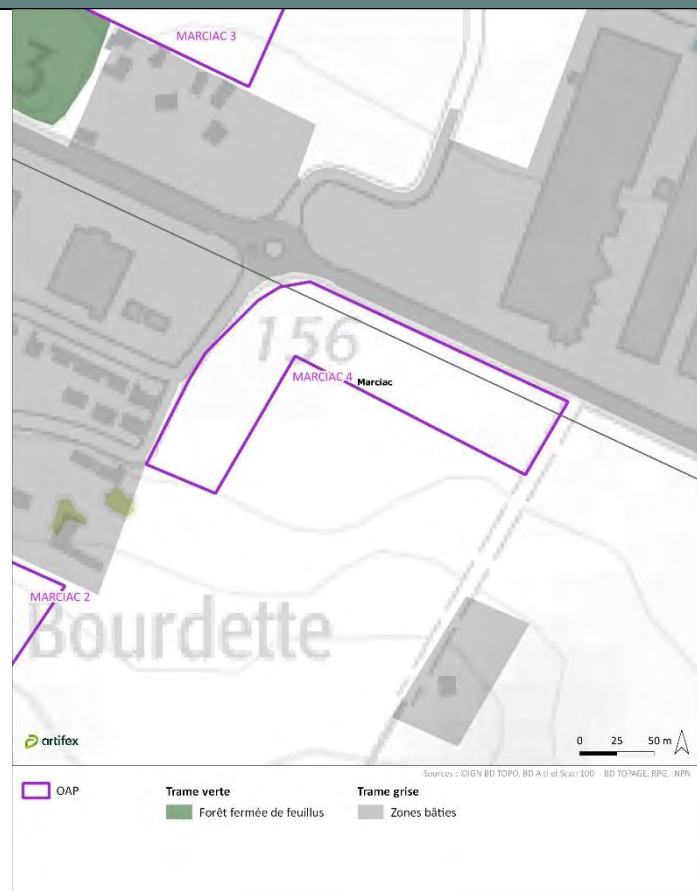 MARCIAC 3
3
156
MARCIAC 4 Marciac
MARCIAC 2
Bourdette
artifex
0 25 50 m
Sources : ©IGN BD TOPO, BD Alti et Scan 100 BD TOPAGE, RPG, INPN
OAP
Trame verte
Forêt fermée de feuillus
Trame grise
Zones bâties